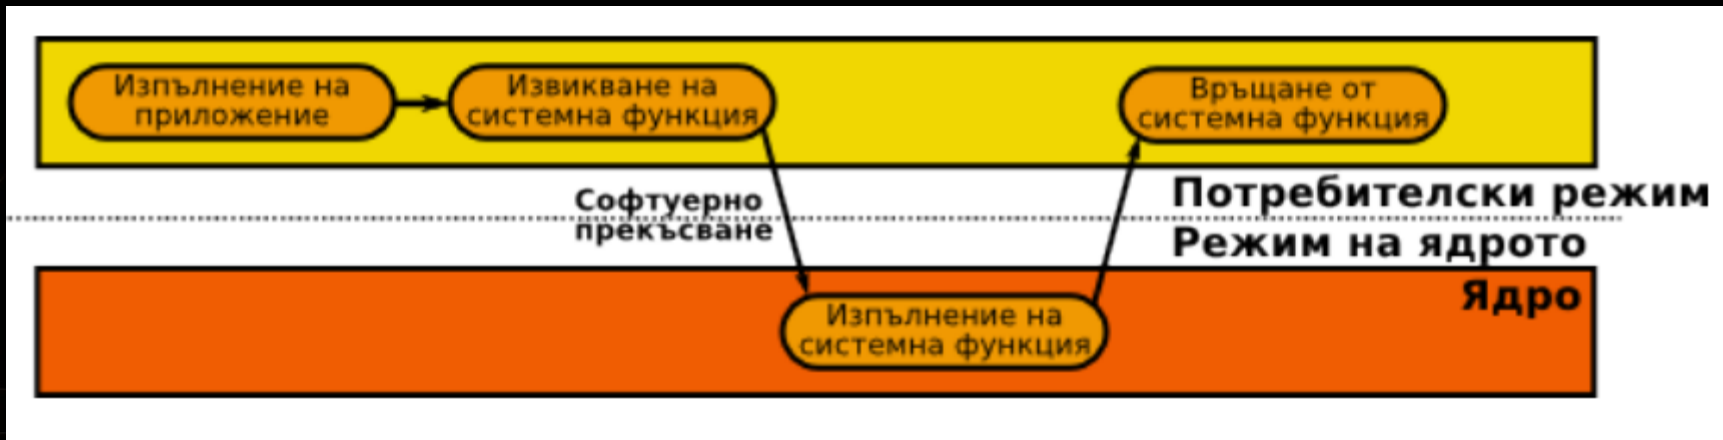 Изпълнение на
приложение
Извикване на
системна функция
Връщане от
системна функция
Софтуерно
прекъсване
Потребителски режим
Режим на ядрото
Ядро
Изпълнение на
системна функция